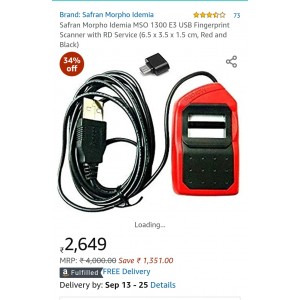 Brand: Safran Morpho Idemia
73
Safran Morpho Idemia MSO 1300 E3 USB Fingerprint
Scanner with RD Service (6.5 x 3.5 x 1.5 cm, Red and
Black)
34%
off
Loading...
₹2,649
MRP: ₹ 4,000.00 Save ₹ 1,351.00
a Fulfilled FREE Delivery
Delivery by: Sep 13 - 25 Details